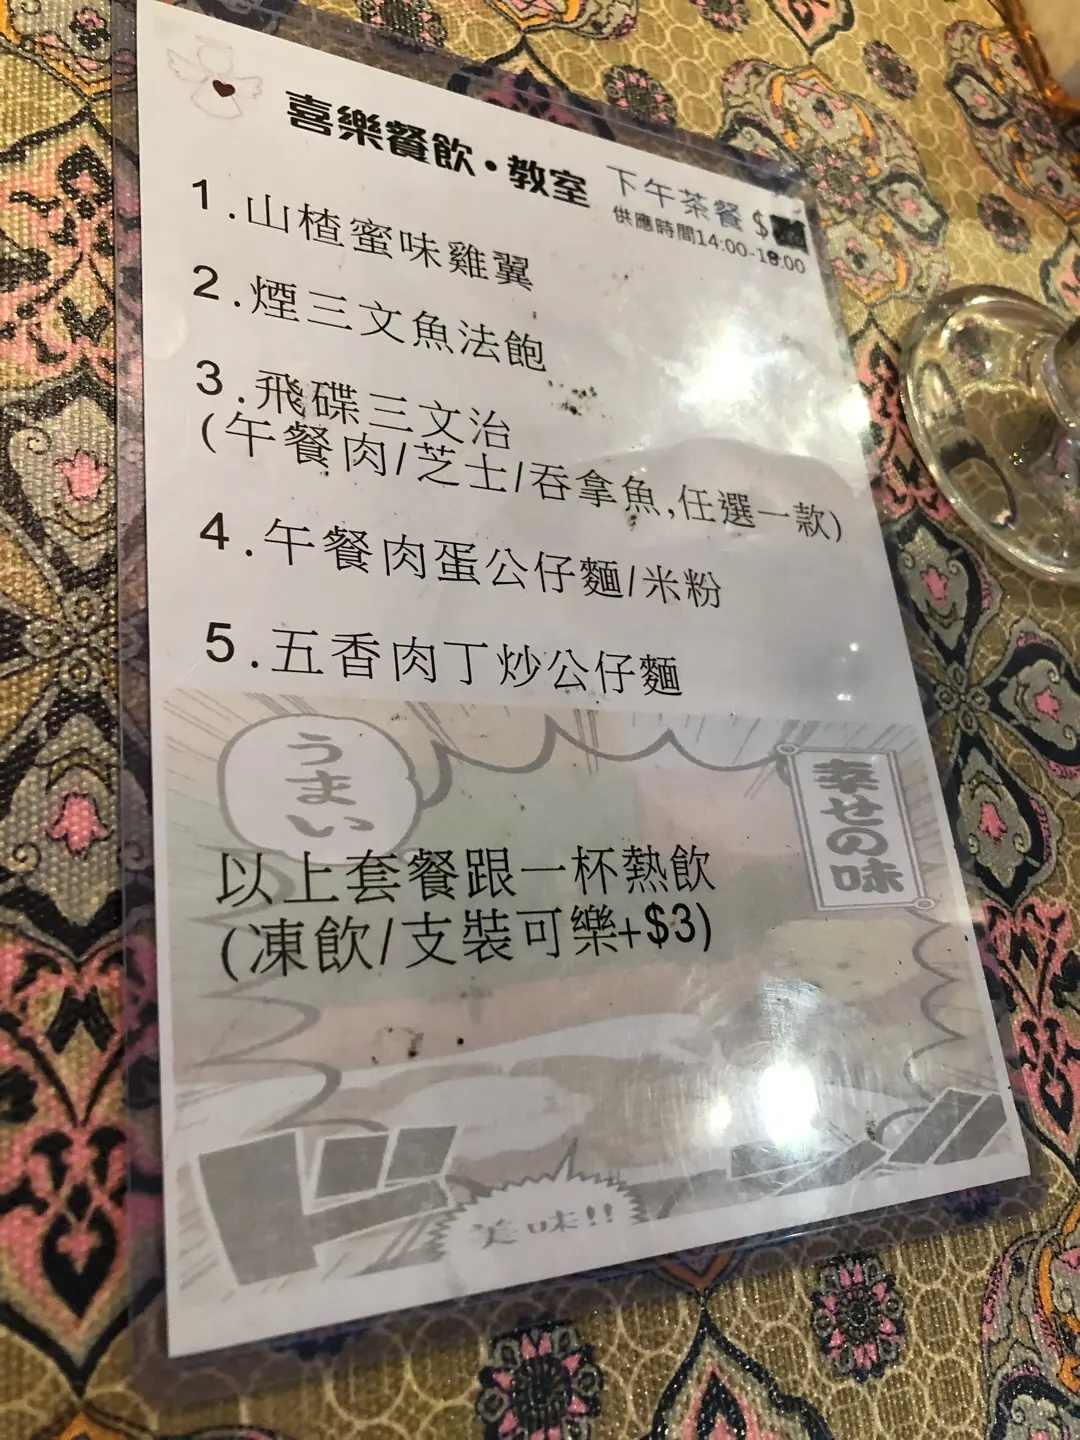 喜樂餐飲・教室 下午茶餐 $
供應時間14:00-18:00
1.山楂蜜味雞翼
2.煙三文魚法飽
3.飛碟三文治
(午餐肉/芝士/吞拿魚,任選一款)
4.午餐肉蛋公仔麵/米粉
5.五香肉丁炒公仔麵
うまい
幸せの味
以上套餐跟一杯熱飲
(凍飲/支裝可樂+$3)
美味!!